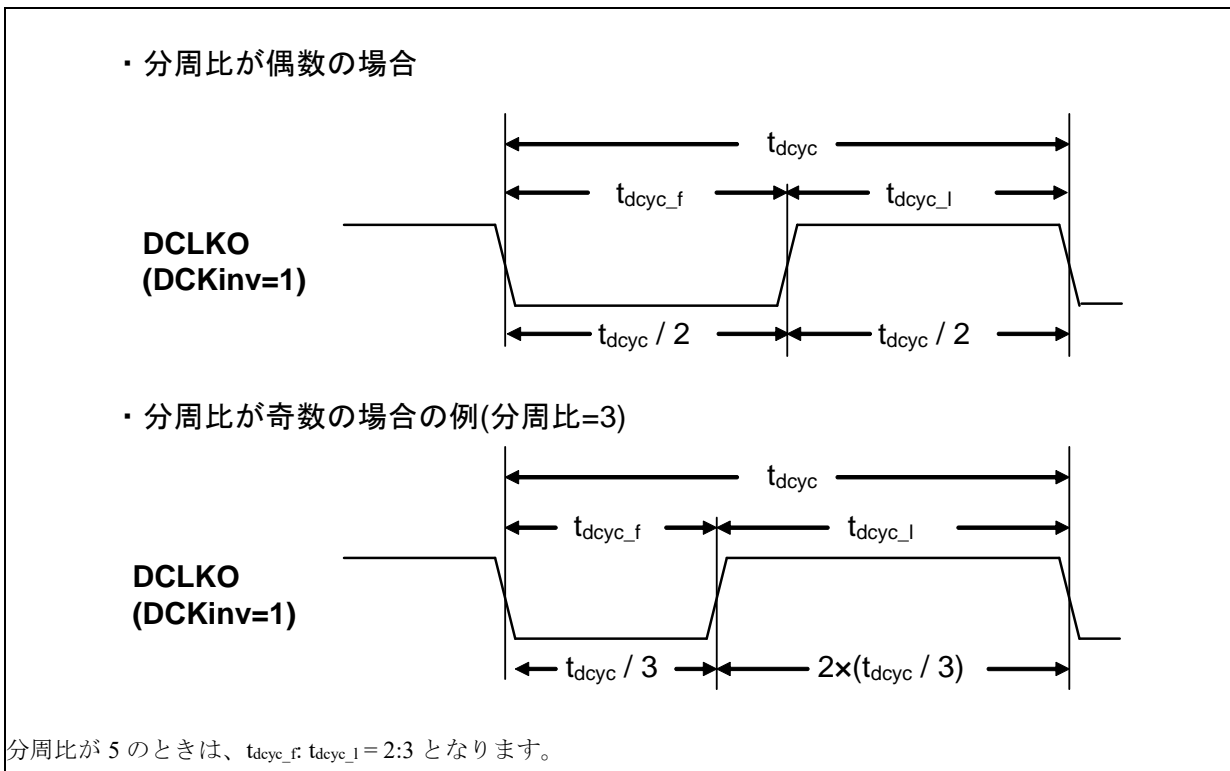 ・分周比が偶数の場合
tdcyc
tdcyc_f tdcyc_l
DCLKO
(DCKinv=1)
tdcyc / 2 tdcyc / 2
・分周比が奇数の場合の例(分周比=3)
tdcyc
tdcyc_f tdcyc_l
DCLKO
(DCKinv=1)
tdcyc / 3 2×(tdcyc / 3)
分周比が 5 のときは、tdcyc_f: tdcyc_l = 2:3 となります。